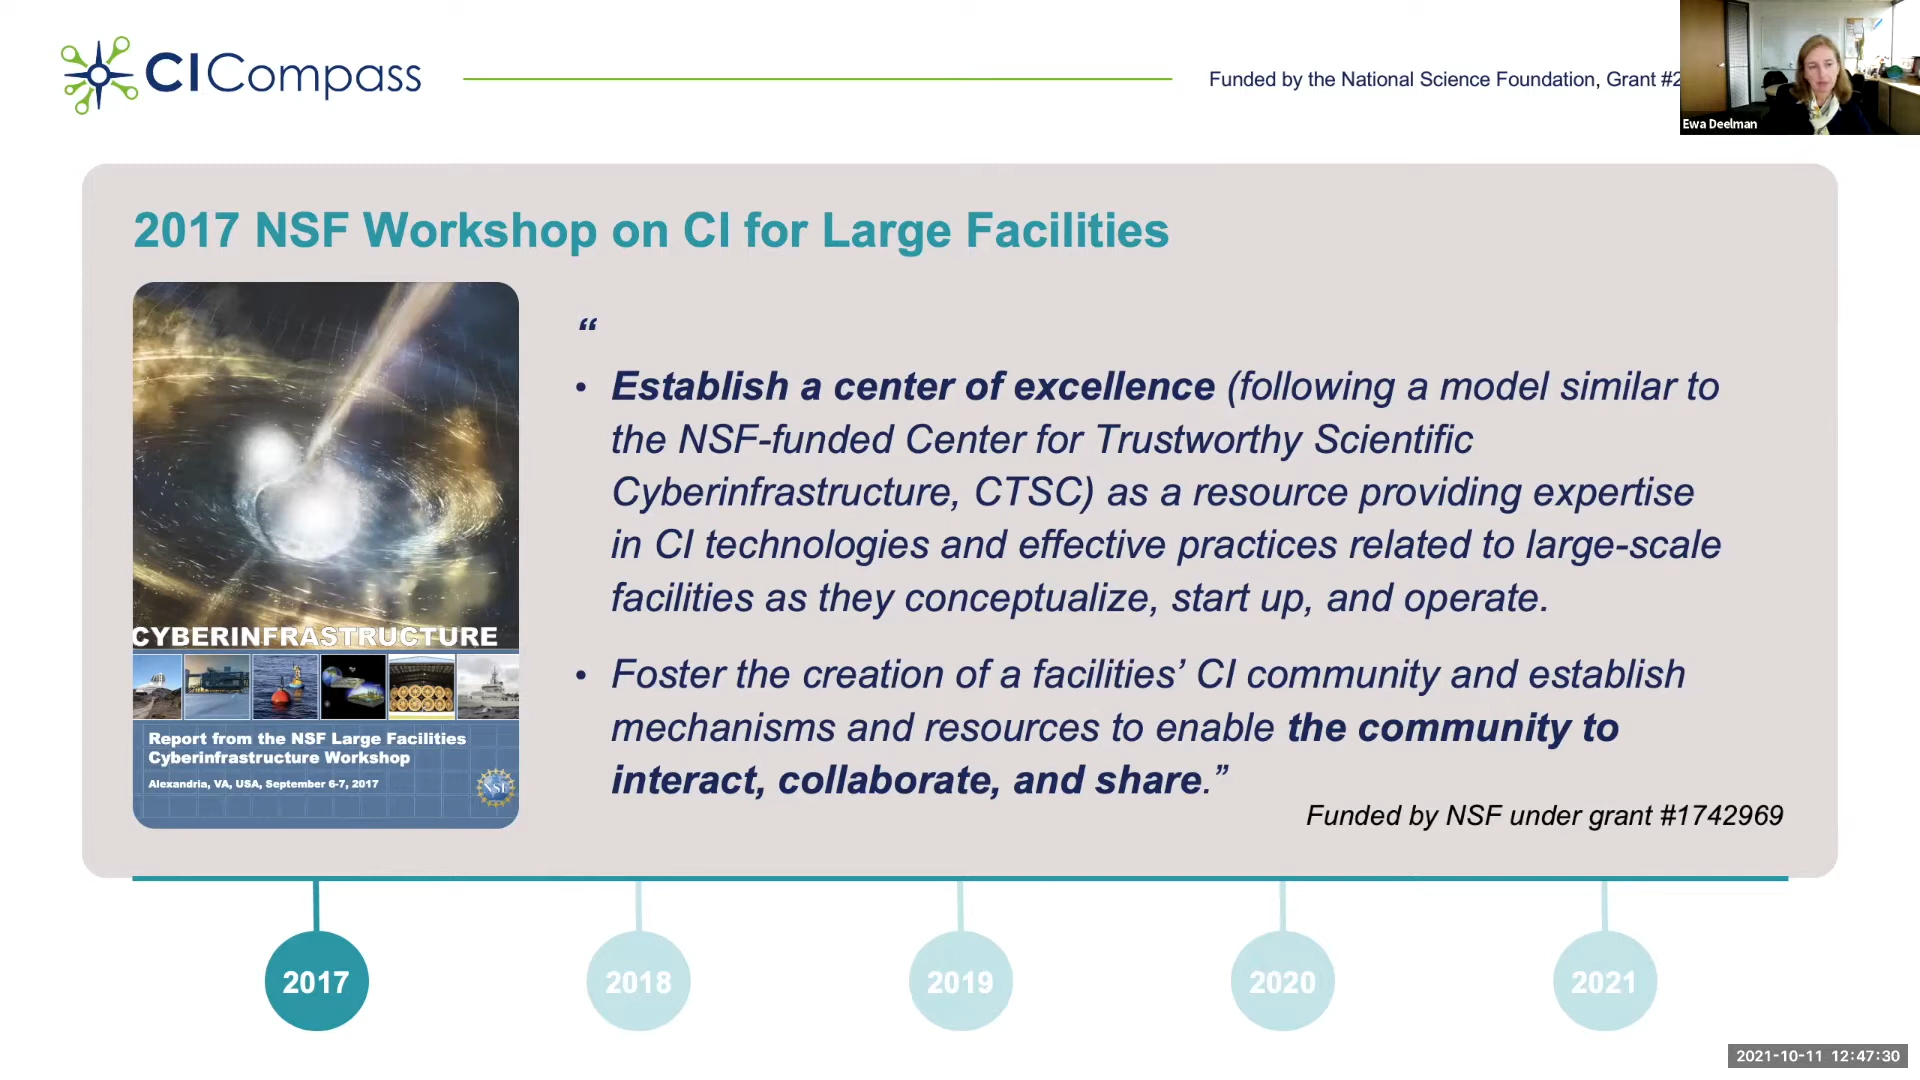 CICompass
Funded by the National Science Foundation, Grant #2
Ewa Deelman
2017 NSF Workshop on CI for Large Facilities
“
• Establish a center of excellence (following a model similar to
the NSF-funded Center for Trustworthy Scientific
Cyberinfrastructure, CTSC) as a resource providing expertise
in CI technologies and effective practices related to large-scale
facilities as they conceptualize, start up, and operate.
• Foster the creation of a facilities’ CI community and establish
mechanisms and resources to enable the community to
interact, collaborate, and share.”
Funded by NSF under grant #1742969
CYBERINFRASTRUCTURE
Report from the NSF Large Facilities
Cyberinfrastructure Workshop
Alexandria, VA, USA, September 6-7, 2017
NSF
2017
2018
2019
2020
2021
2021-10-11 12:47:30